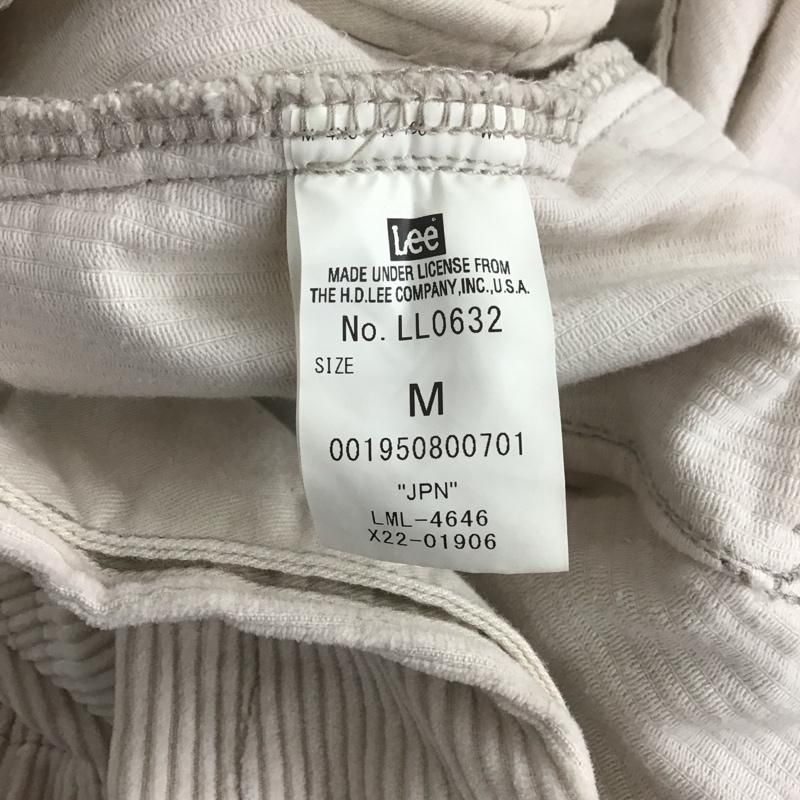 Lee
MADE UNDER LICENSE FROM
THE H.D.LEE COMPANY,INC.,U.S.A.
No. LL0632
SIZE
M
001950800701
"JPN"
LML-4646
X22-01906